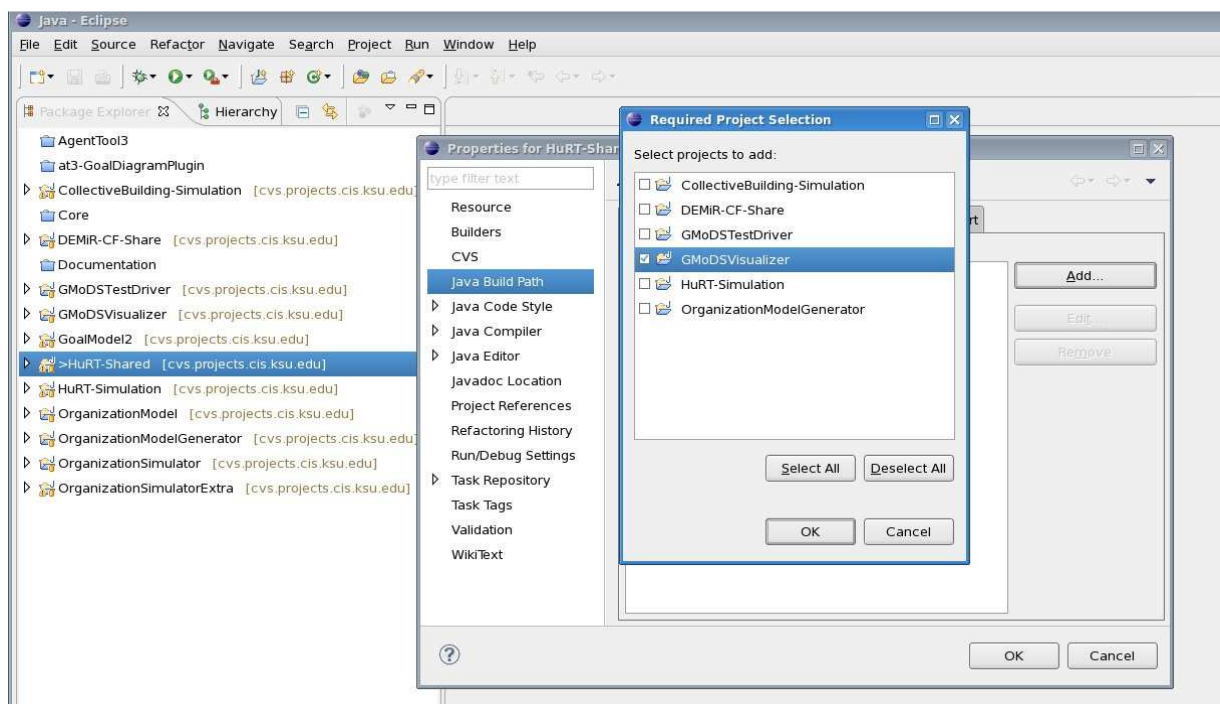 Java - Eclipse
File Edit Source Refactor Navigate Search Project Run Window Help
Package Explorer Hierarchy
AgentTool3
at3-GoalDiagramPlugin
CollectiveBuilding-Simulation [cvs.projects.cis.ksu.edu]
Core
DEMiR-CF-Share [cvs.projects.cis.ksu.edu]
Documentation
GMoDSTestDriver [cvs.projects.cis.ksu.edu]
GMoDSVisualizer [cvs.projects.cis.ksu.edu]
GoalModel2 [cvs.projects.cis.ksu.edu]
>HuRT-Shared [cvs.projects.cis.ksu.edu]
HuRT-Simulation [cvs.projects.cis.ksu.edu]
OrganizationModel [cvs.projects.cis.ksu.edu]
OrganizationModelGenerator [cvs.projects.cis.ksu.edu]
OrganizationSimulator [cvs.projects.cis.ksu.edu]
OrganizationSimulatorExtra [cvs.projects.cis.ksu.edu]
Properties for HuRT-Shar
type filter text
Resource
Builders
CVS
Java Build Path
Java Code Style
Java Compiler
Java Editor
Javadoc Location
Project References
Refactoring History
Run/Debug Settings
Task Repository
Task Tags
Validation
WikiText
rt
Add...
Edit...
Remove
OK Cancel
Required Project Selection
Select projects to add:
CollectiveBuilding-Simulation
DEMiR-CF-Share
GMoDSTestDriver
GMoDSVisualizer
HuRT-Simulation
OrganizationModelGenerator
Select All Deselect All
OK Cancel